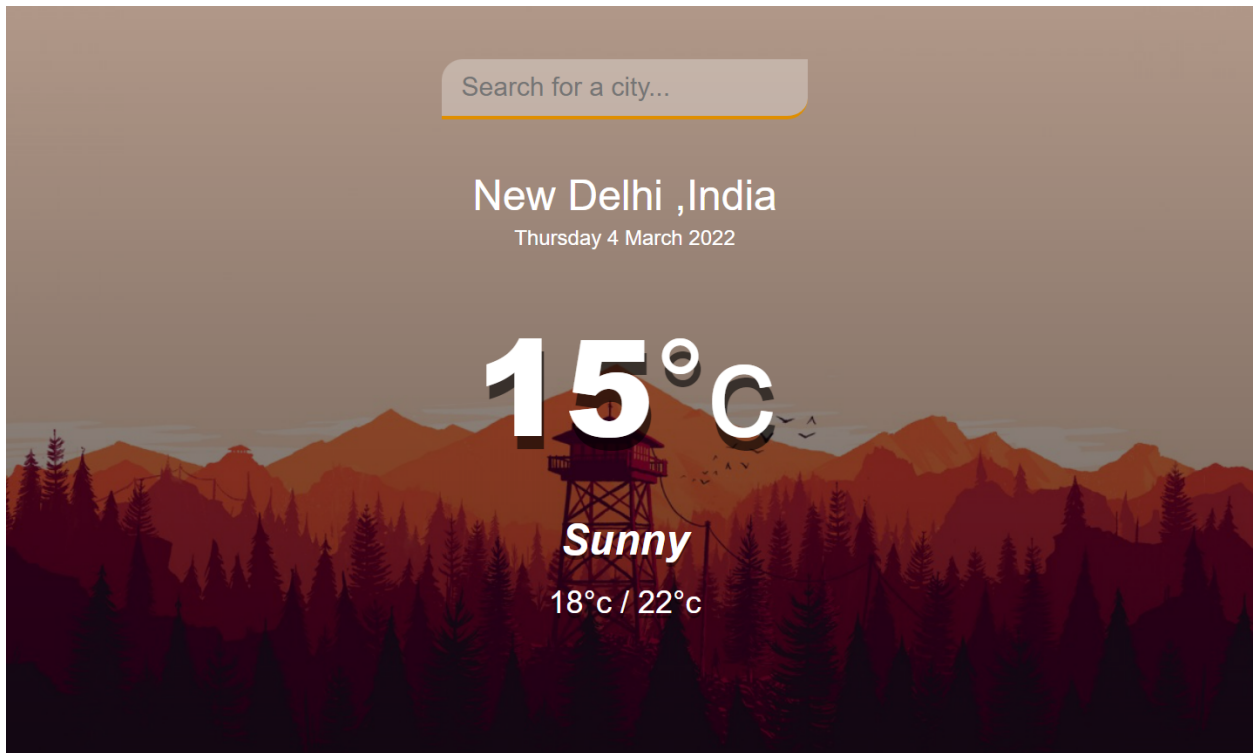 Search for a city...
New Delhi ,India
Thursday 4 March 2022
15°c
Sunny
18°c / 22°c